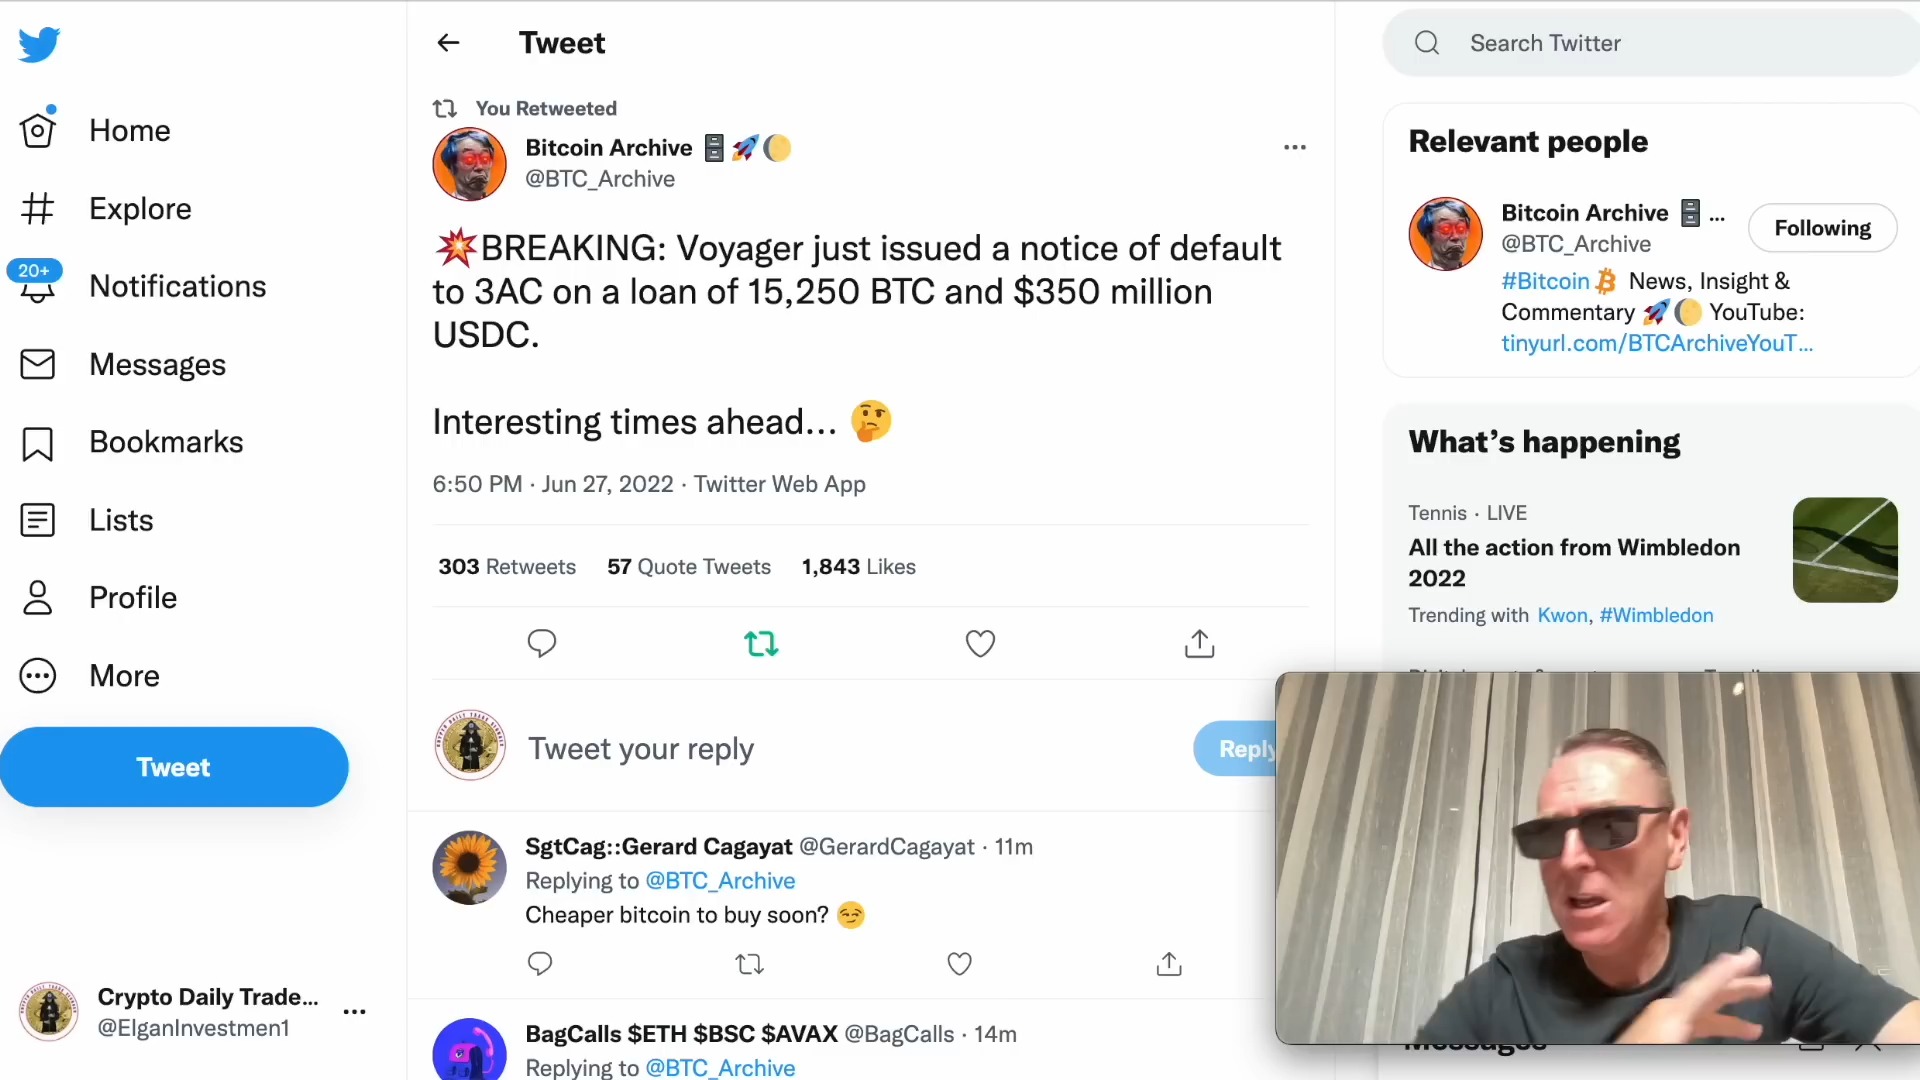 Home
Explore
20+
Notifications
Messages
Bookmarks
Lists
Profile
More
Tweet
Crypto Daily Trade...
@ElganInvestmen1
Tweet
You Retweeted
Bitcoin Archive
@BTC_Archive
BREAKING: Voyager just issued a notice of default
to 3AC on a loan of 15,250 BTC and $350 million
USDC.
Interesting times ahead...
6:50 PM · Jun 27, 2022 · Twitter Web App
303 Retweets 57 Quote Tweets 1,843 Likes
Tweet your reply
Reply
SgtCag::Gerard Cagayat @GerardCagayat · 11m
Replying to @BTC_Archive
Cheaper bitcoin to buy soon?
BagCalls $ETH $BSC $AVAX @BagCalls · 14m
Replying to @BTC_Archive
Search Twitter
Relevant people
Bitcoin Archive ...
@BTC_Archive
Following
#Bitcoin News, Insight &
Commentary YouTube:
tinyurl.com/BTCArchiveYouT...
What's happening
Tennis · LIVE
All the action from Wimbledon
2022
Trending with Kwon, #Wimbledon
Messages